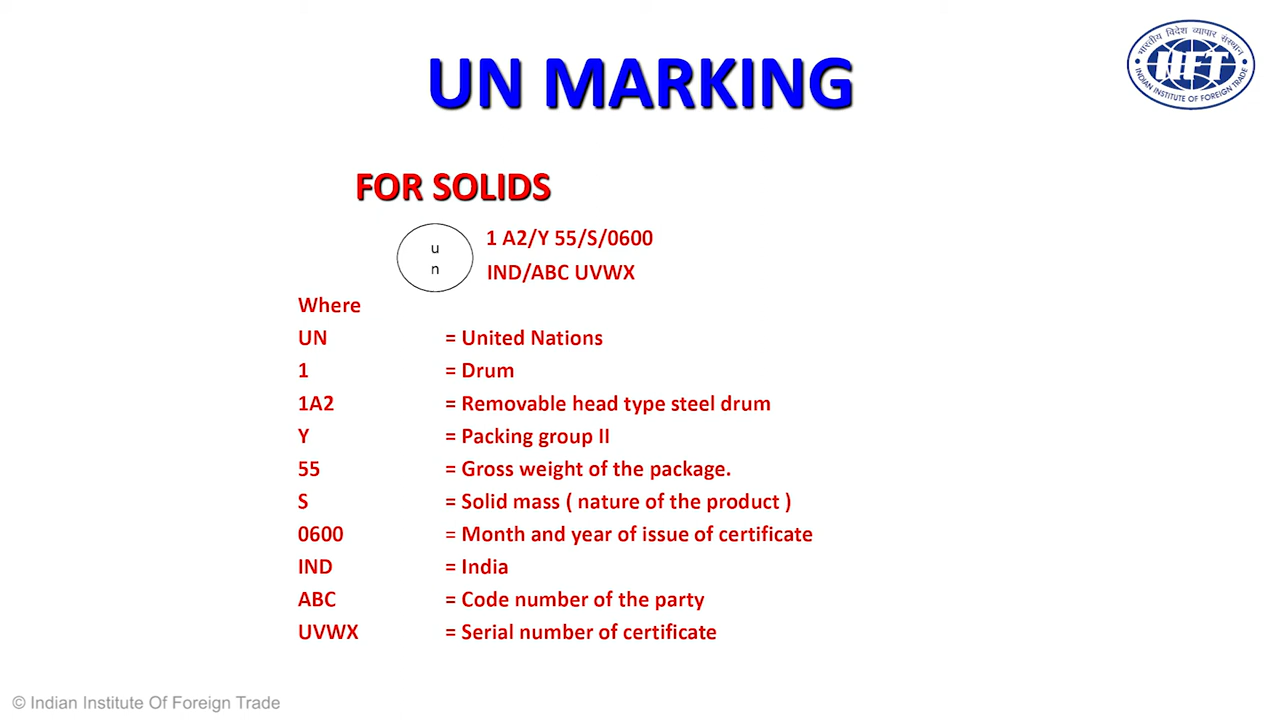 UN MARKING
भारतीय विदेश व्यापार संस्थान
IIFT
INDIAN INSTITUTE OF FOREIGN TRADE
FOR SOLIDS
u
n
1 A2/Y 55/S/0600
IND/ABC UVWX
Where
UN = United Nations
1 = Drum
1A2 = Removable head type steel drum
Y = Packing group II
55 = Gross weight of the package.
S = Solid mass ( nature of the product )
0600 = Month and year of issue of certificate
IND = India
ABC = Code number of the party
UVWX = Serial number of certificate
© Indian Institute Of Foreign Trade